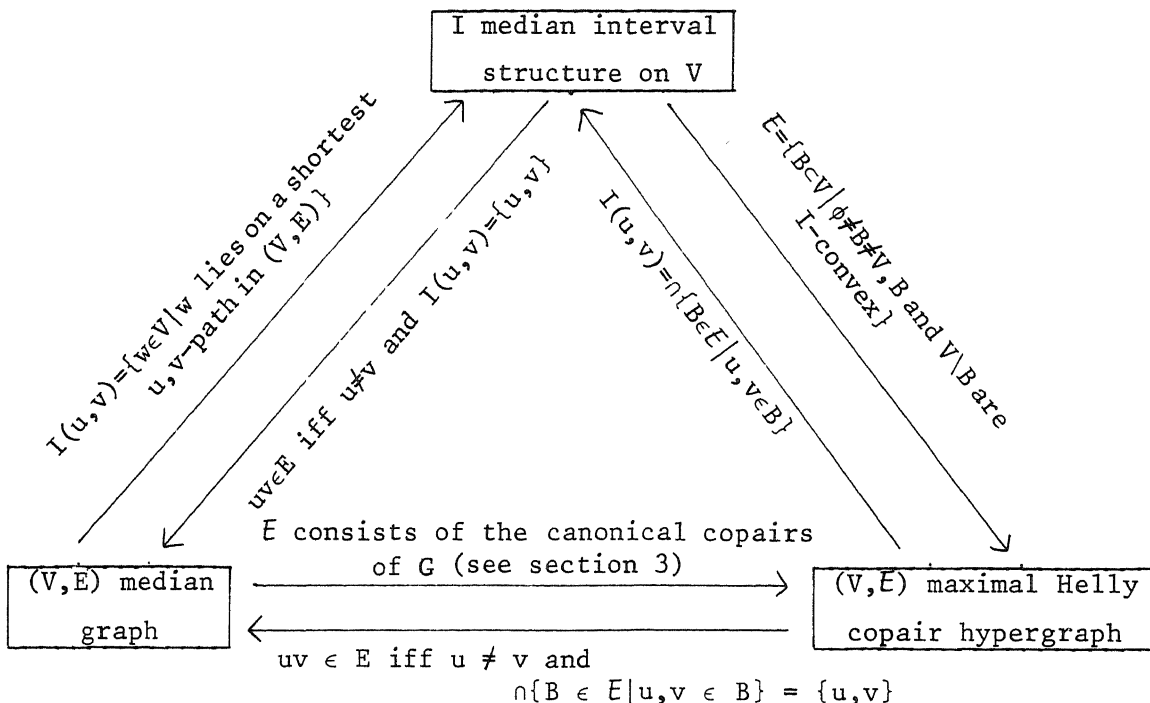 I median interval
structure on V
I(u,v)={w∈V|w lies on a shortest
u,v-path in (V,E)}
uv∈E iff u≠v and I(u,v)={u,v}
I(u,v)=∩{B∈E|u,v∈B}
E={B⊂V|ϕ≠B≠V, B and V\B are
I-convex}
E consists of the canonical copairs
of G (see section 3)
(V,E) median
graph
(V,E) maximal Helly
copair hypergraph
uv ∈ E iff u ≠ v and
∩{B ∈ E|u,v ∈ B} = {u,v}